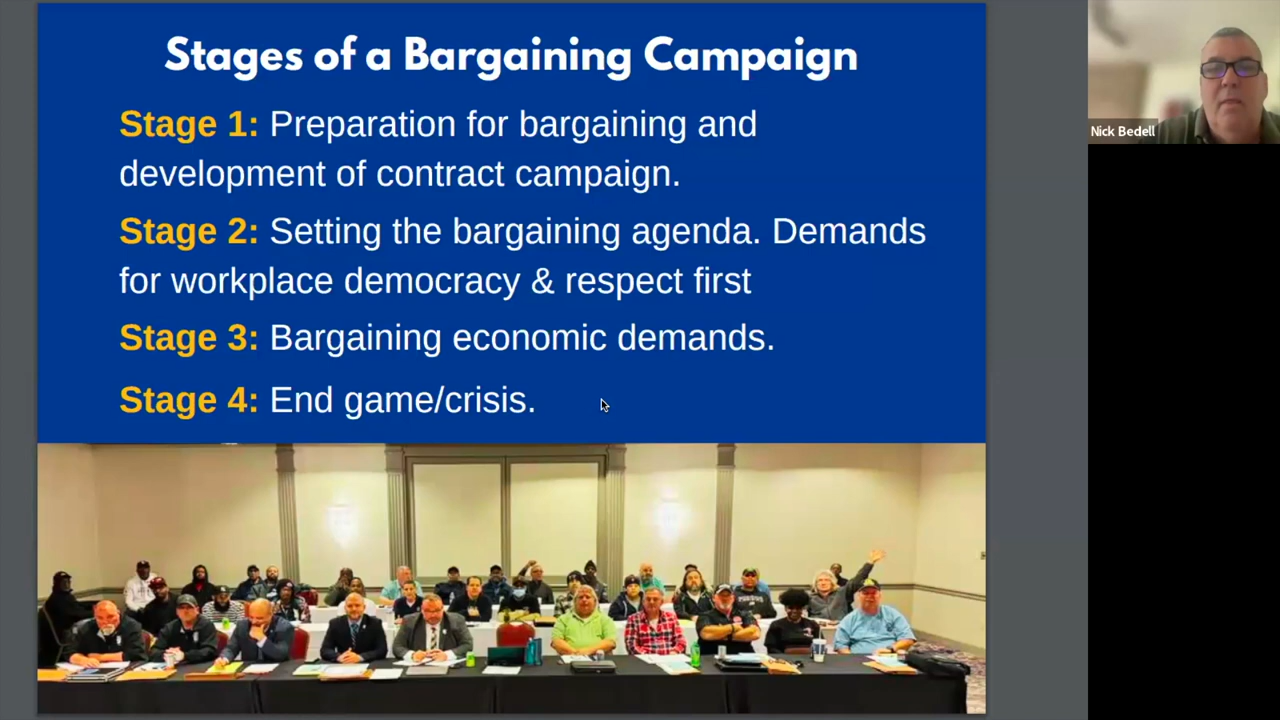 Stages of a Bargaining Campaign
Stage 1: Preparation for bargaining and
development of contract campaign.
Stage 2: Setting the bargaining agenda. Demands
for workplace democracy & respect first
Stage 3: Bargaining economic demands.
Stage 4: End game/crisis.
Nick Bedell